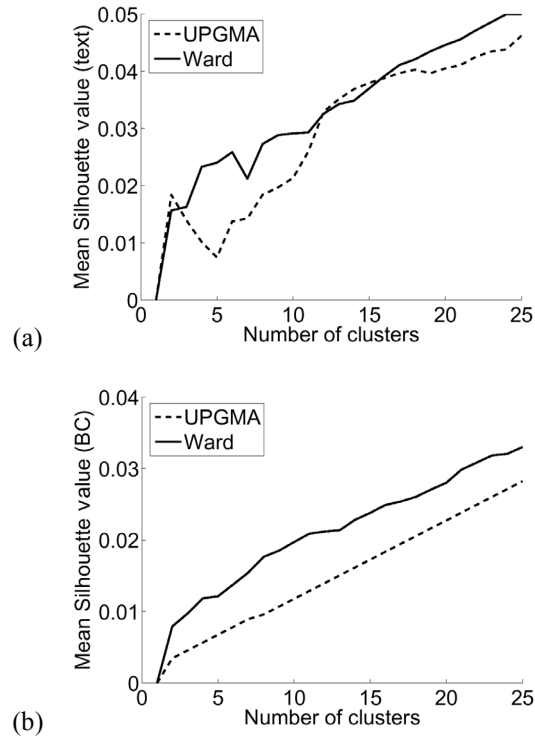 0.05
UPGMA
Ward
0.04
0.03
0.02
0.01
0
Mean Silhouette value (text)
0 5 10 15 20 25
Number of clusters
(a)
0.04
UPGMA
Ward
0.03
0.02
0.01
0
Mean Silhouette value (BC)
0 5 10 15 20 25
Number of clusters
(b)